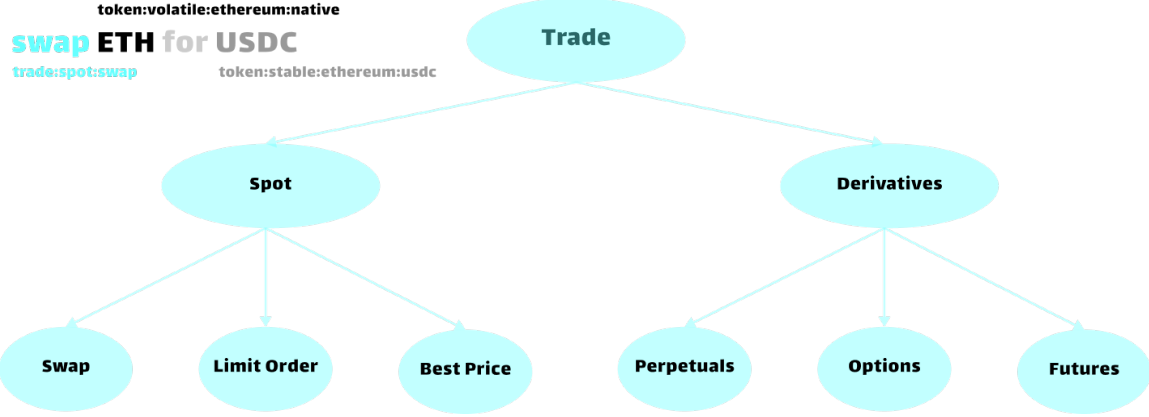 token:volatile:ethereum:native
swap ETH for USDC
trade:spot:swap token:stable:ethereum:usdc
Trade
Spot Derivatives
Swap Limit Order Best Price Perpetuals Options Futures